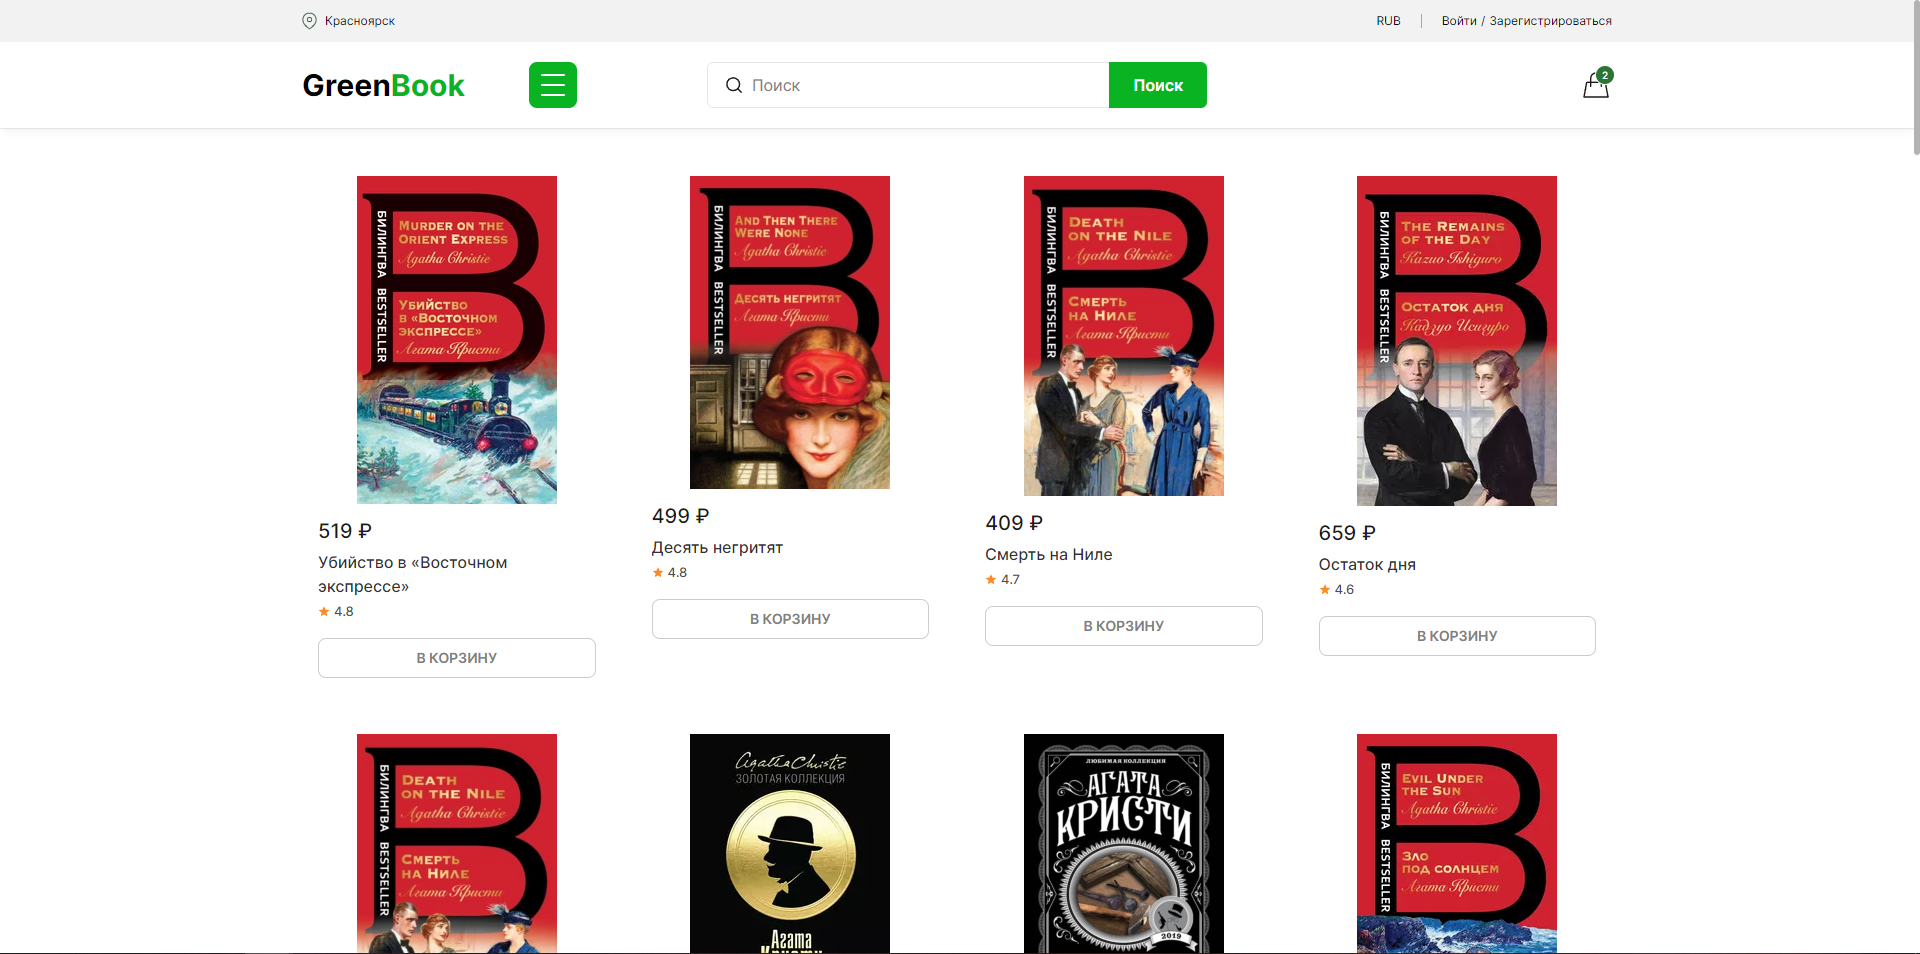 Красноярск
RUB
Войти / Зарегистрироваться
GreenBook
Поиск
Поиск
2
БИЛИНГВА BESTSELLER
MURDER ON THE
ORIENT EXPRESS
Agatha Christie
УБИЙСТВО
В «ВОСТОЧНОМ
ЭКСПРЕССЕ»
Агата Кристи
519 ₽
Убийство в «Восточном
экспрессе»
4.8
В КОРЗИНУ
БИЛИНГВА BESTSELLER
AND THEN THERE
WERE NONE
Agatha Christie
ДЕСЯТЬ НЕГРИТЯТ
Агата Кристи
499 ₽
Десять негритят
4.8
В КОРЗИНУ
БИЛИНГВА BESTSELLER
DEATH
ON THE NILE
Agatha Christie
СМЕРТЬ
НА НИЛЕ
Агата Кристи
409 ₽
Смерть на Ниле
4.7
В КОРЗИНУ
БИЛИНГВА BESTSELLER
THE REMAINS
OF THE DAY
Kazuo Ishiguro
ОСТАТОК ДНЯ
Кадзуо Исигуро
659 ₽
Остаток дня
4.6
В КОРЗИНУ
БИЛИНГВА BESTSELLER
DEATH
ON THE NILE
Agatha Christie
СМЕРТЬ
НА НИЛЕ
Агата Кристи
Agatha Christie
ЗОЛОТАЯ КОЛЛЕКЦИЯ
Агата
Кристи
ЛЮБИМАЯ КОЛЛЕКЦИЯ
АГАТА
КРИСТИ
2019
БИЛИНГВА BESTSELLER
EVIL UNDER
THE SUN
Agatha Christie
ЗЛО
ПОД СОЛНЦЕМ
Агата Кристи